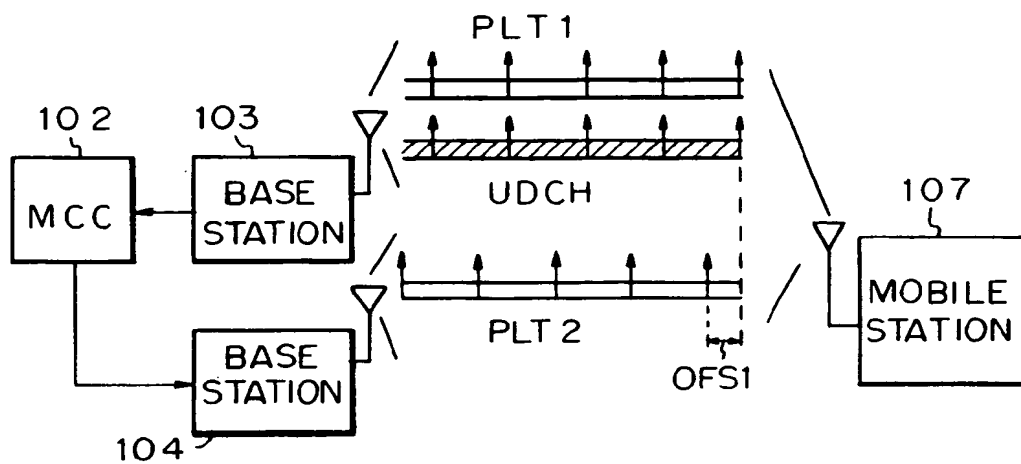 PLT1
102
103
MCC
BASE
STATION
UDCH
107
MOBILE
STATION
PLT2
OFS1
BASE
STATION
104